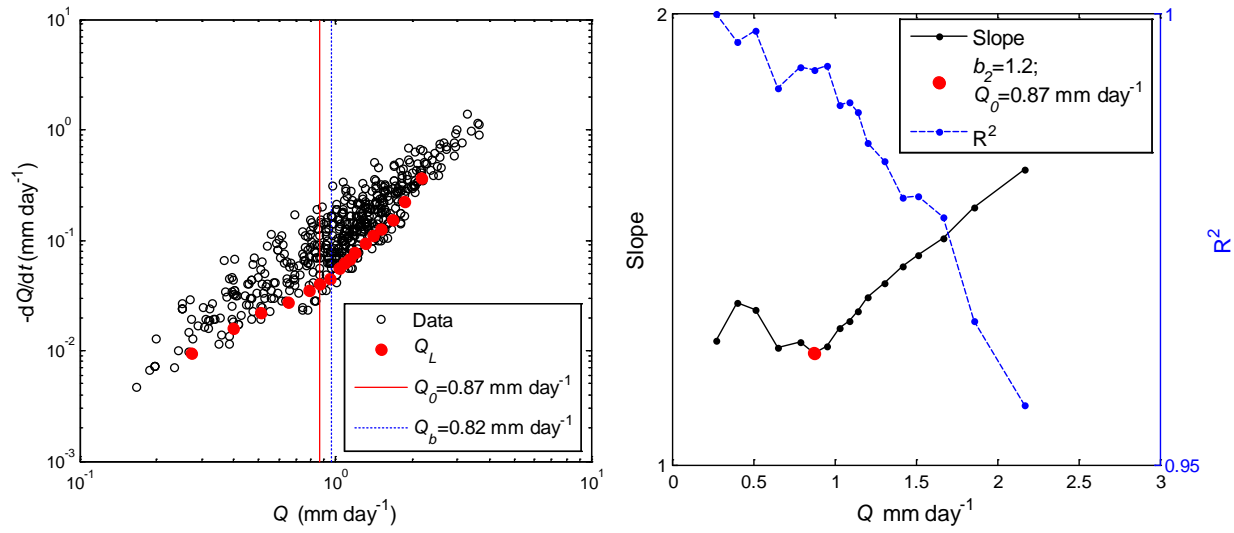 10^1
10^0
10^-1
10^-2
10^-3
-dQ/dt (mm day^-1)
Data
Q_L
Q_0=0.87 mm day^-1
Q_b=0.82 mm day^-1
10^-1
10^0
10^1
Q (mm day^-1)
2
1
Slope
Slope
b_2=1.2;
Q_0=0.87 mm day^-1
R^2
1
0.95
R^2
0
0.5
1
1.5
2
2.5
3
Q mm day^-1